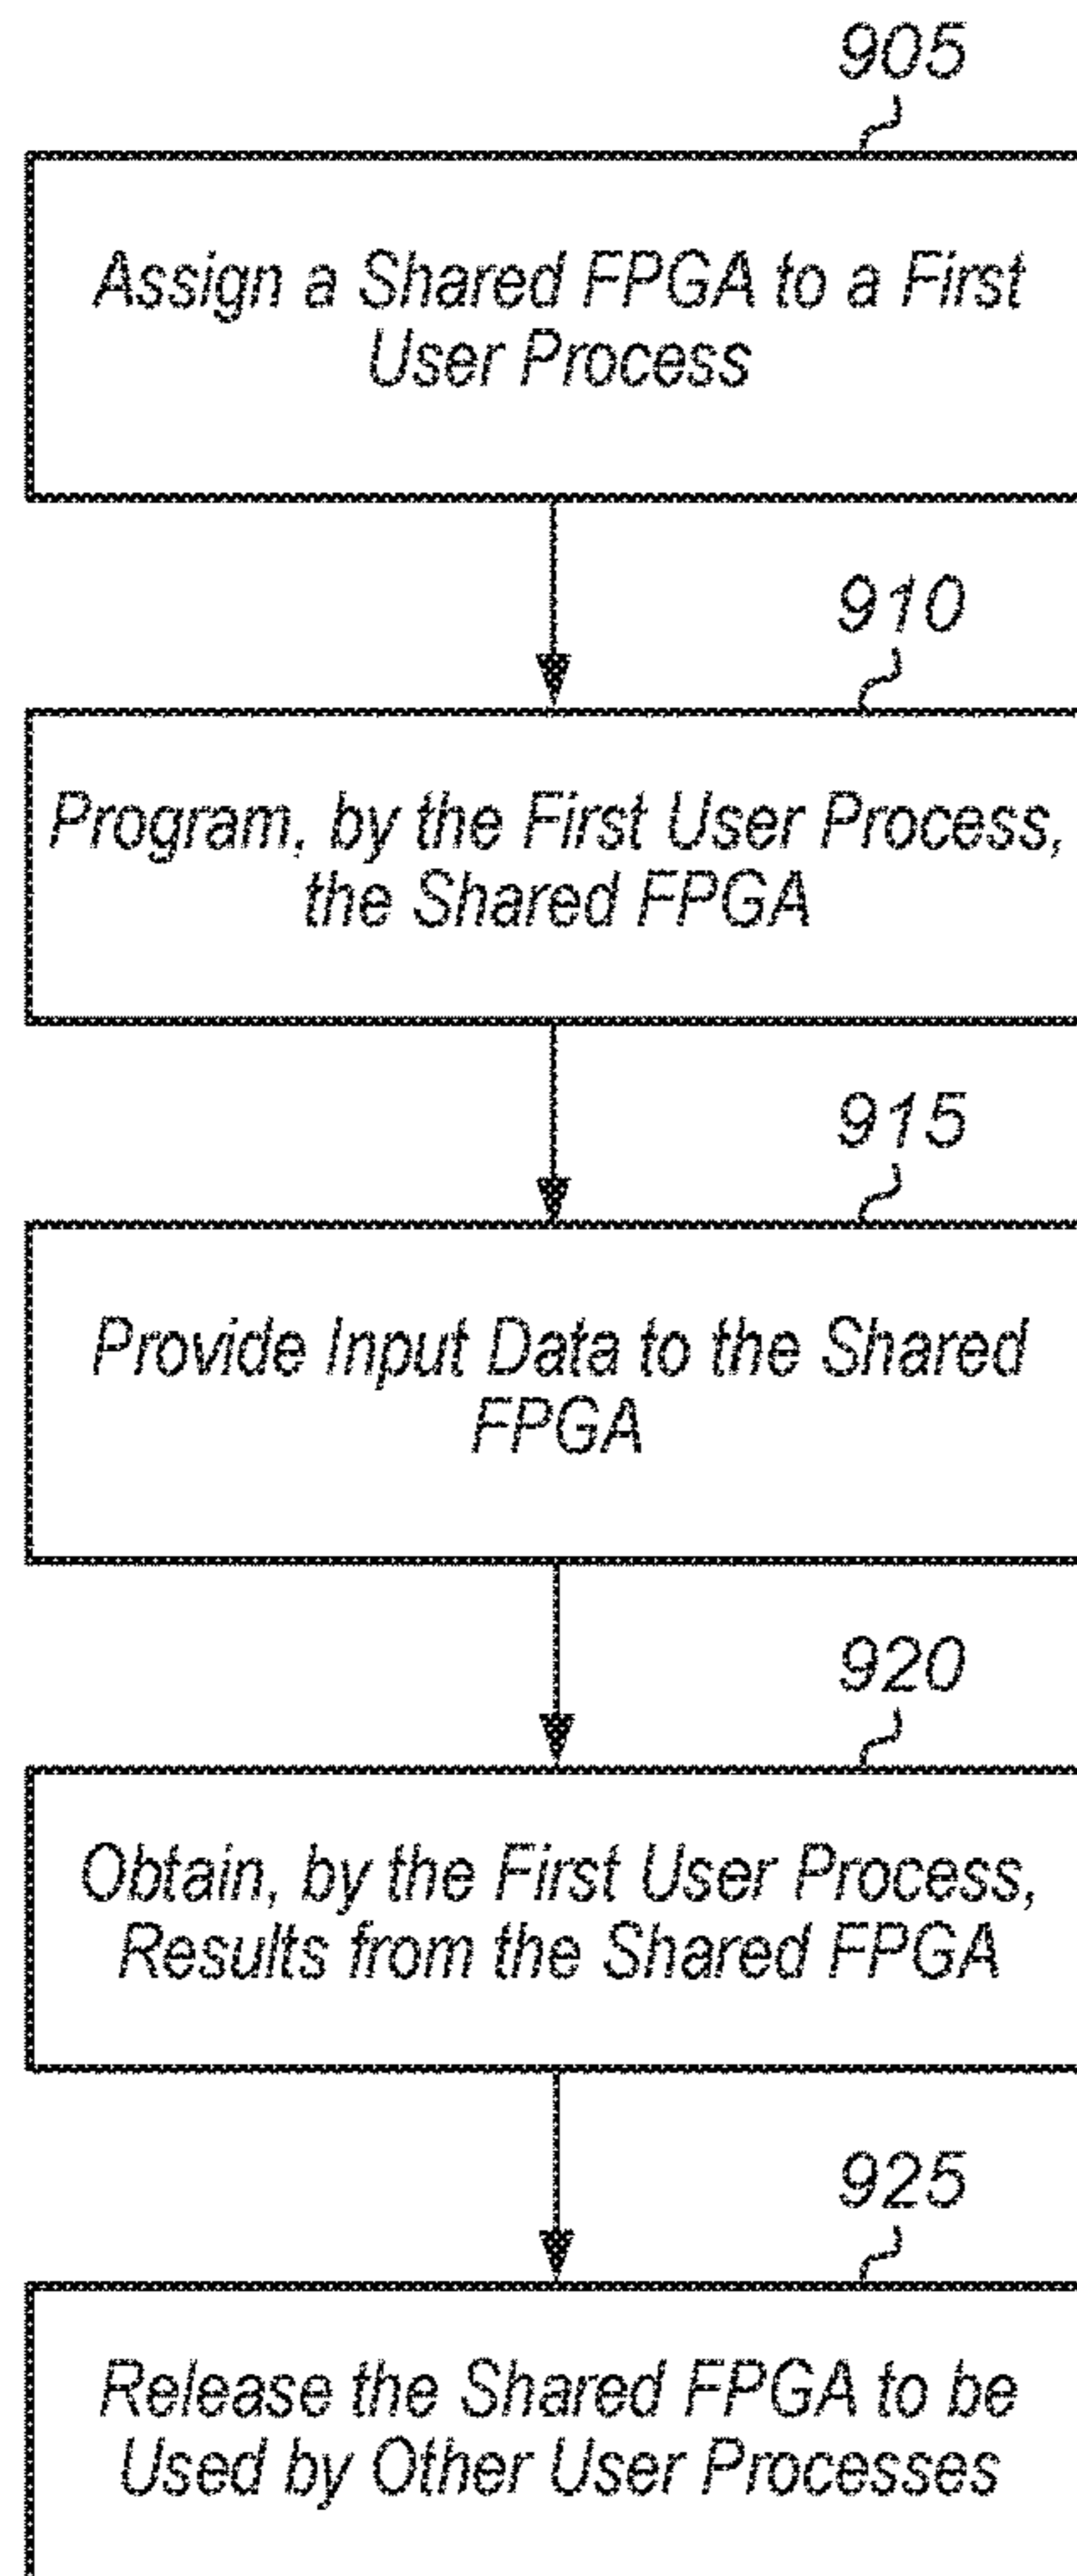 905
Assign a Shared FPGA to a First
User Process
910
Program, by the First User Process,
the Shared FPGA
915
Provide Input Data to the Shared
FPGA
920
Obtain, by the First User Process,
Results from the Shared FPGA
925
Release the Shared FPGA to be
Used by Other User Processes